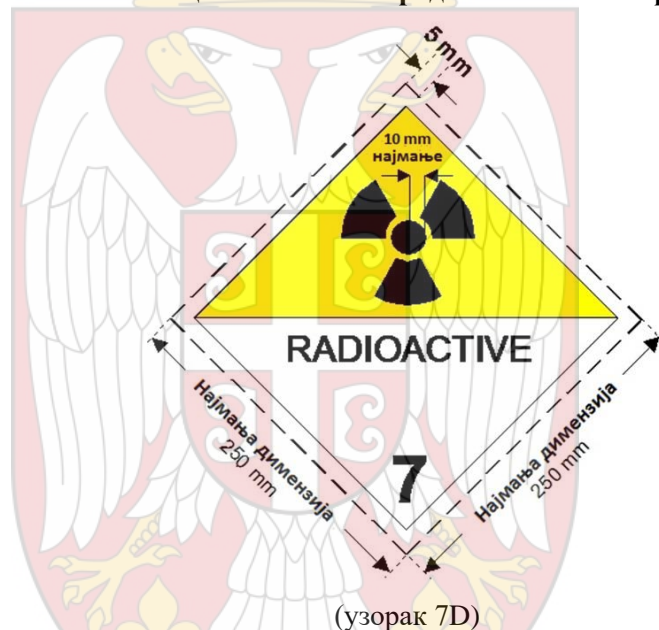 5 mm
10 mm
најмање
RADIOACTIVE
Најмања димензија
250 mm
Најмања димензија
250 mm
7
(узорак 7D)